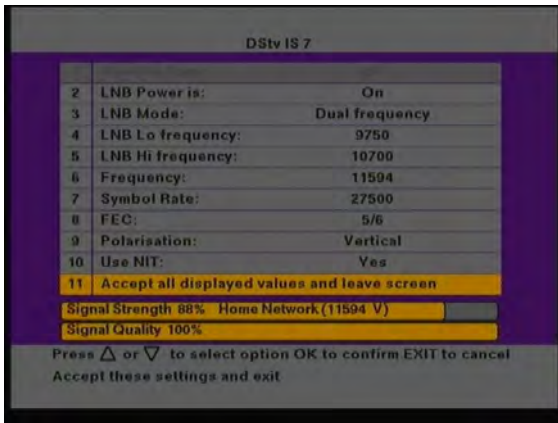 DStv IS 7
2 LNB Power is: On
3 LNB Mode: Dual frequency
4 LNB Lo frequency: 9750
5 LNB Hi frequency: 10700
6 Frequency: 11594
7 Symbol Rate: 27500
8 FEC: 5/6
9 Polarisation: Vertical
10 Use NIT: Yes
11 Accept all displayed values and leave screen
Signal Strength 88% Home Network (11594 V)
Signal Quality 100%
Press △ or ▽ to select option OK to confirm EXIT to cancel
Accept these settings and exit